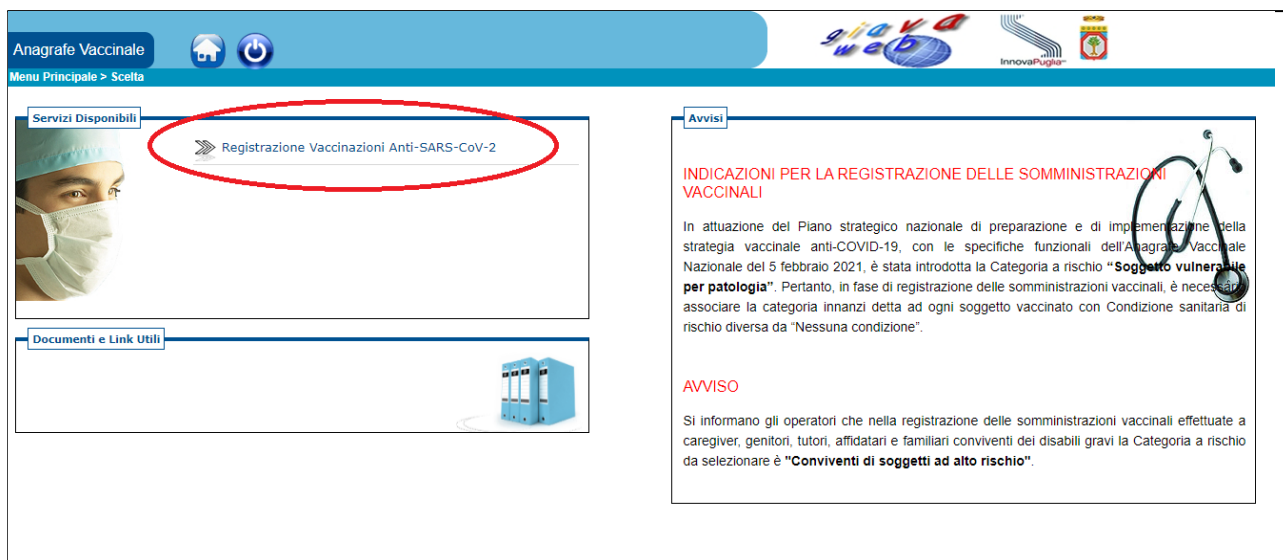 Anagrafe Vaccinale
giava
web
InnovaPuglia
Menu Principale > Scelta
Servizi Disponibili
Registrazione Vaccinazioni Anti-SARS-CoV-2
Documenti e Link Utili
Avvisi
INDICAZIONI PER LA REGISTRAZIONE DELLE SOMMINISTRAZIONI
VACCINALI
In attuazione del Piano strategico nazionale di preparazione e di implementazione della
strategia vaccinale anti-COVID-19, con le specifiche funzionali dell'Anagrafe Vaccinale
Nazionale del 5 febbraio 2021, è stata introdotta la Categoria a rischio “Soggetto vulnerabile
per patologia”. Pertanto, in fase di registrazione delle somministrazioni vaccinali, è necessario
associare la categoria innanzi detta ad ogni soggetto vaccinato con Condizione sanitaria di
rischio diversa da “Nessuna condizione”.
AVVISO
Si informano gli operatori che nella registrazione delle somministrazioni vaccinali effettuate a
caregiver, genitori, tutori, affidatari e familiari conviventi dei disabili gravi la Categoria a rischio
da selezionare è "Conviventi di soggetti ad alto rischio".